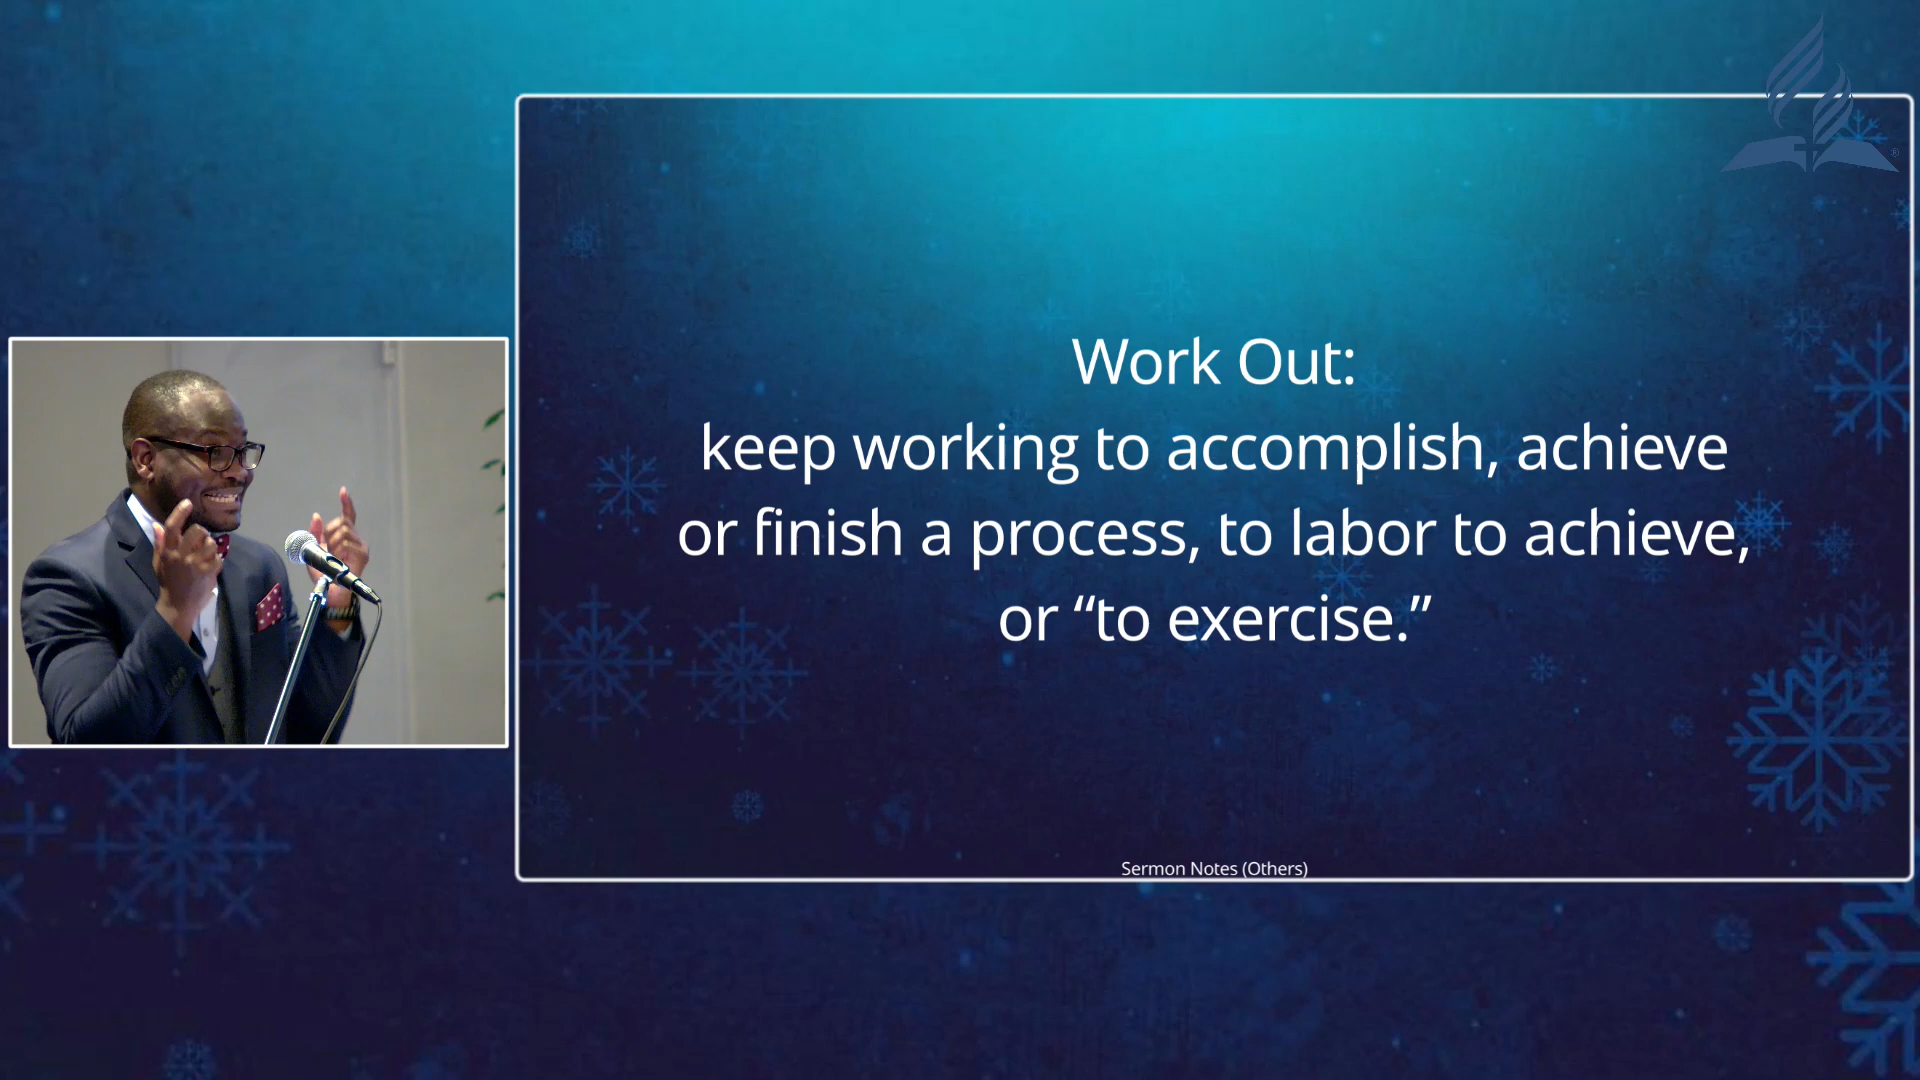 Work Out:
keep working to accomplish, achieve
or finish a process, to labor to achieve,
or “to exercise.”
Sermon Notes (Others)
®